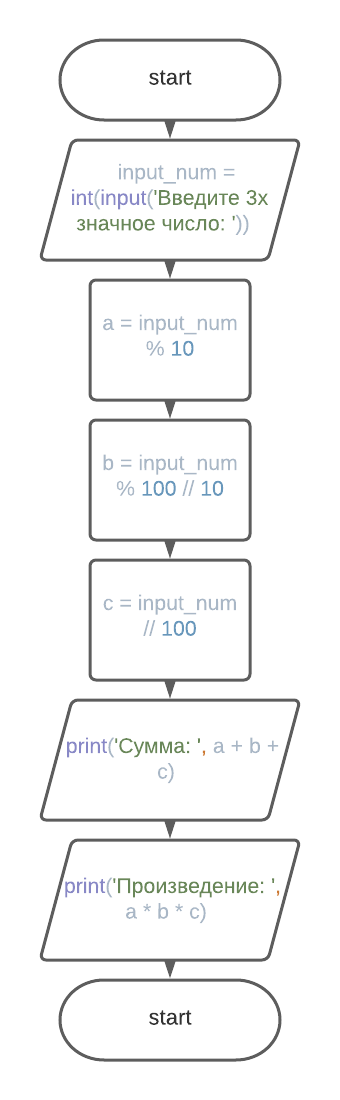 start
input_num =
int(input('Введите 3х
значное число: '))
a = input_num
% 10
b = input_num
% 100 // 10
c = input_num
// 100
print('Сумма: ', a + b +
c)
print('Произведение: ',
a * b * c)
start